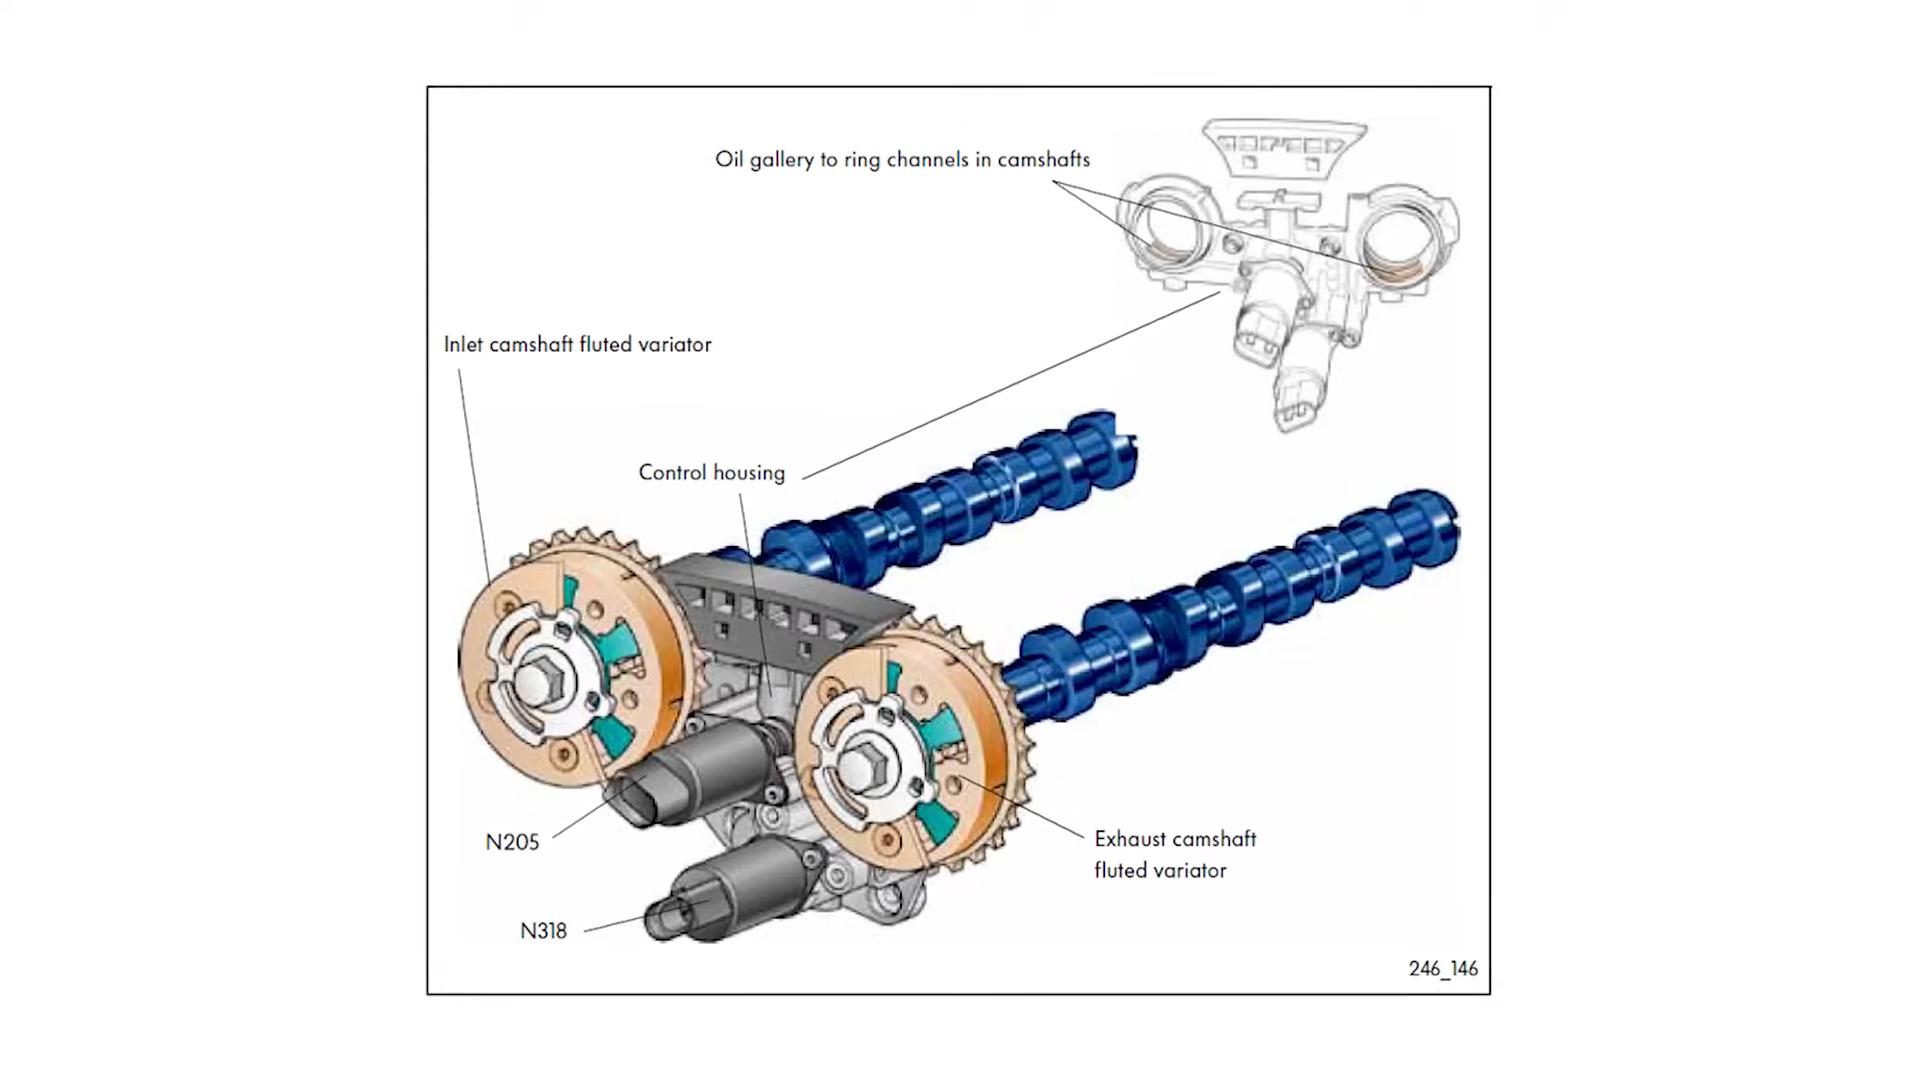 Oil gallery to ring channels in camshafts
Inlet camshaft fluted variator
Control housing
N205
Exhaust camshaft
fluted variator
N318
246_146